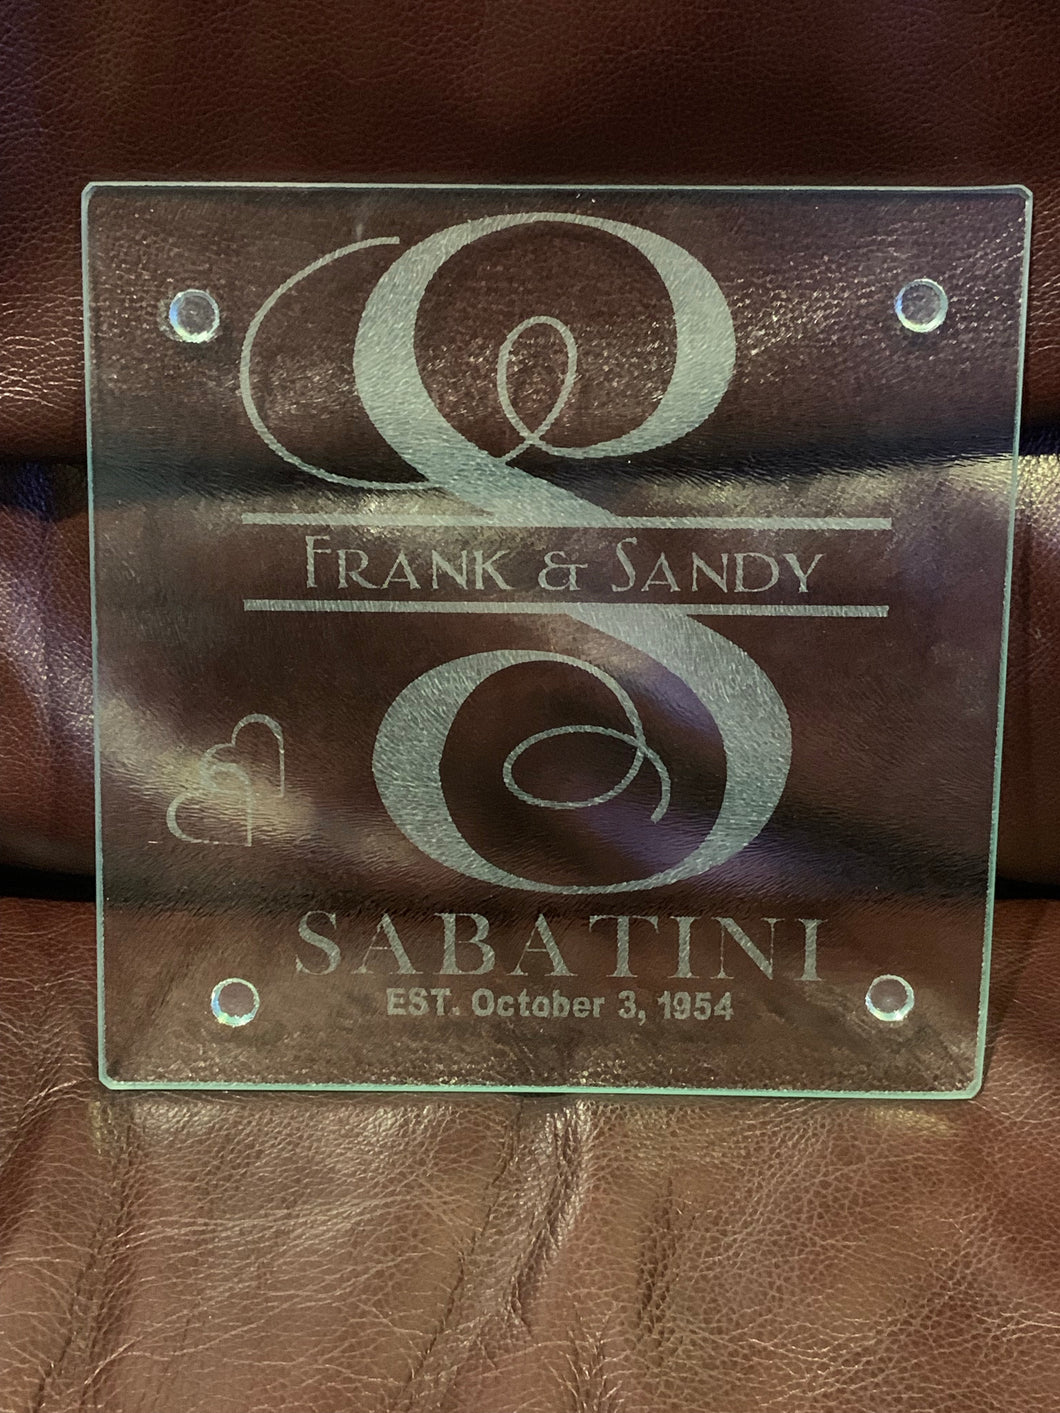 S
FRANK & SANDY
SABATINI
EST. October 3, 1954